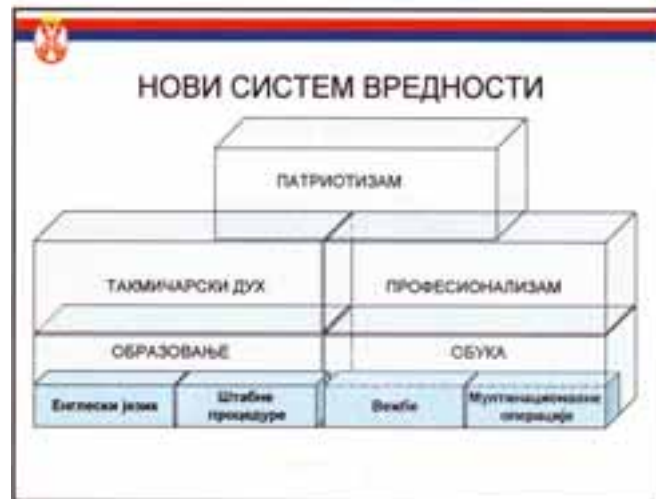 НОВИ СИСТЕМ ВРЕДНОСТИ
ПАТРИОТИЗАМ
ТАКМИЧАРСКИ ДУХ
ПРОФЕСИОНАЛИЗАМ
ОБРАЗОВАЊЕ
ОБУКА
Енглески језик
Штабне
процедуре
Вежбе
Мултинационалне
операције